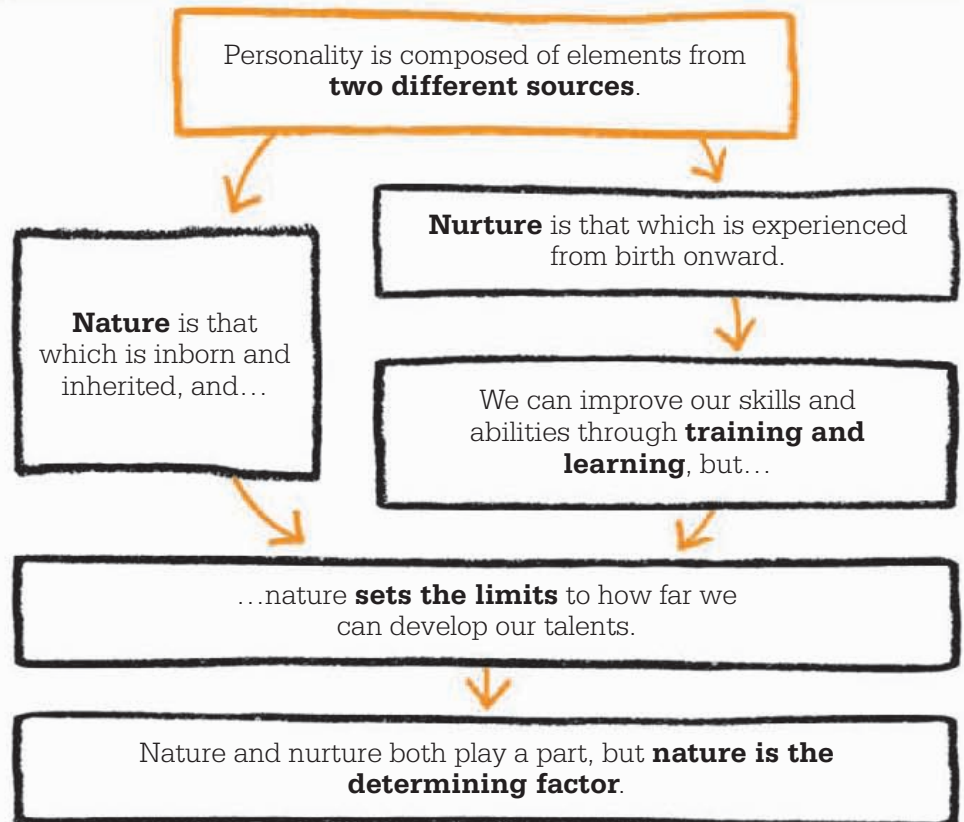 Personality is composed of elements from
two different sources.
Nature is that
which is inborn and
inherited, and…
Nurture is that which is experienced
from birth onward.
We can improve our skills and
abilities through training and
learning, but…
…nature sets the limits to how far we
can develop our talents.
Nature and nurture both play a part, but nature is the
determining factor.